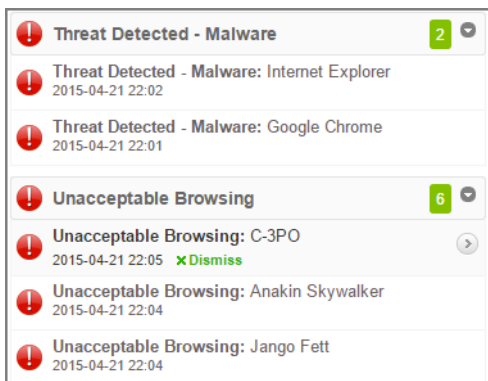 Threat Detected - Malware 2
Threat Detected - Malware: Internet Explorer
2015-04-21 22:02
Threat Detected - Malware: Google Chrome
2015-04-21 22:01
Unacceptable Browsing 6
Unacceptable Browsing: C-3PO
2015-04-21 22:05 Dismiss
Unacceptable Browsing: Anakin Skywalker
2015-04-21 22:04
Unacceptable Browsing: Jango Fett
2015-04-21 22:04